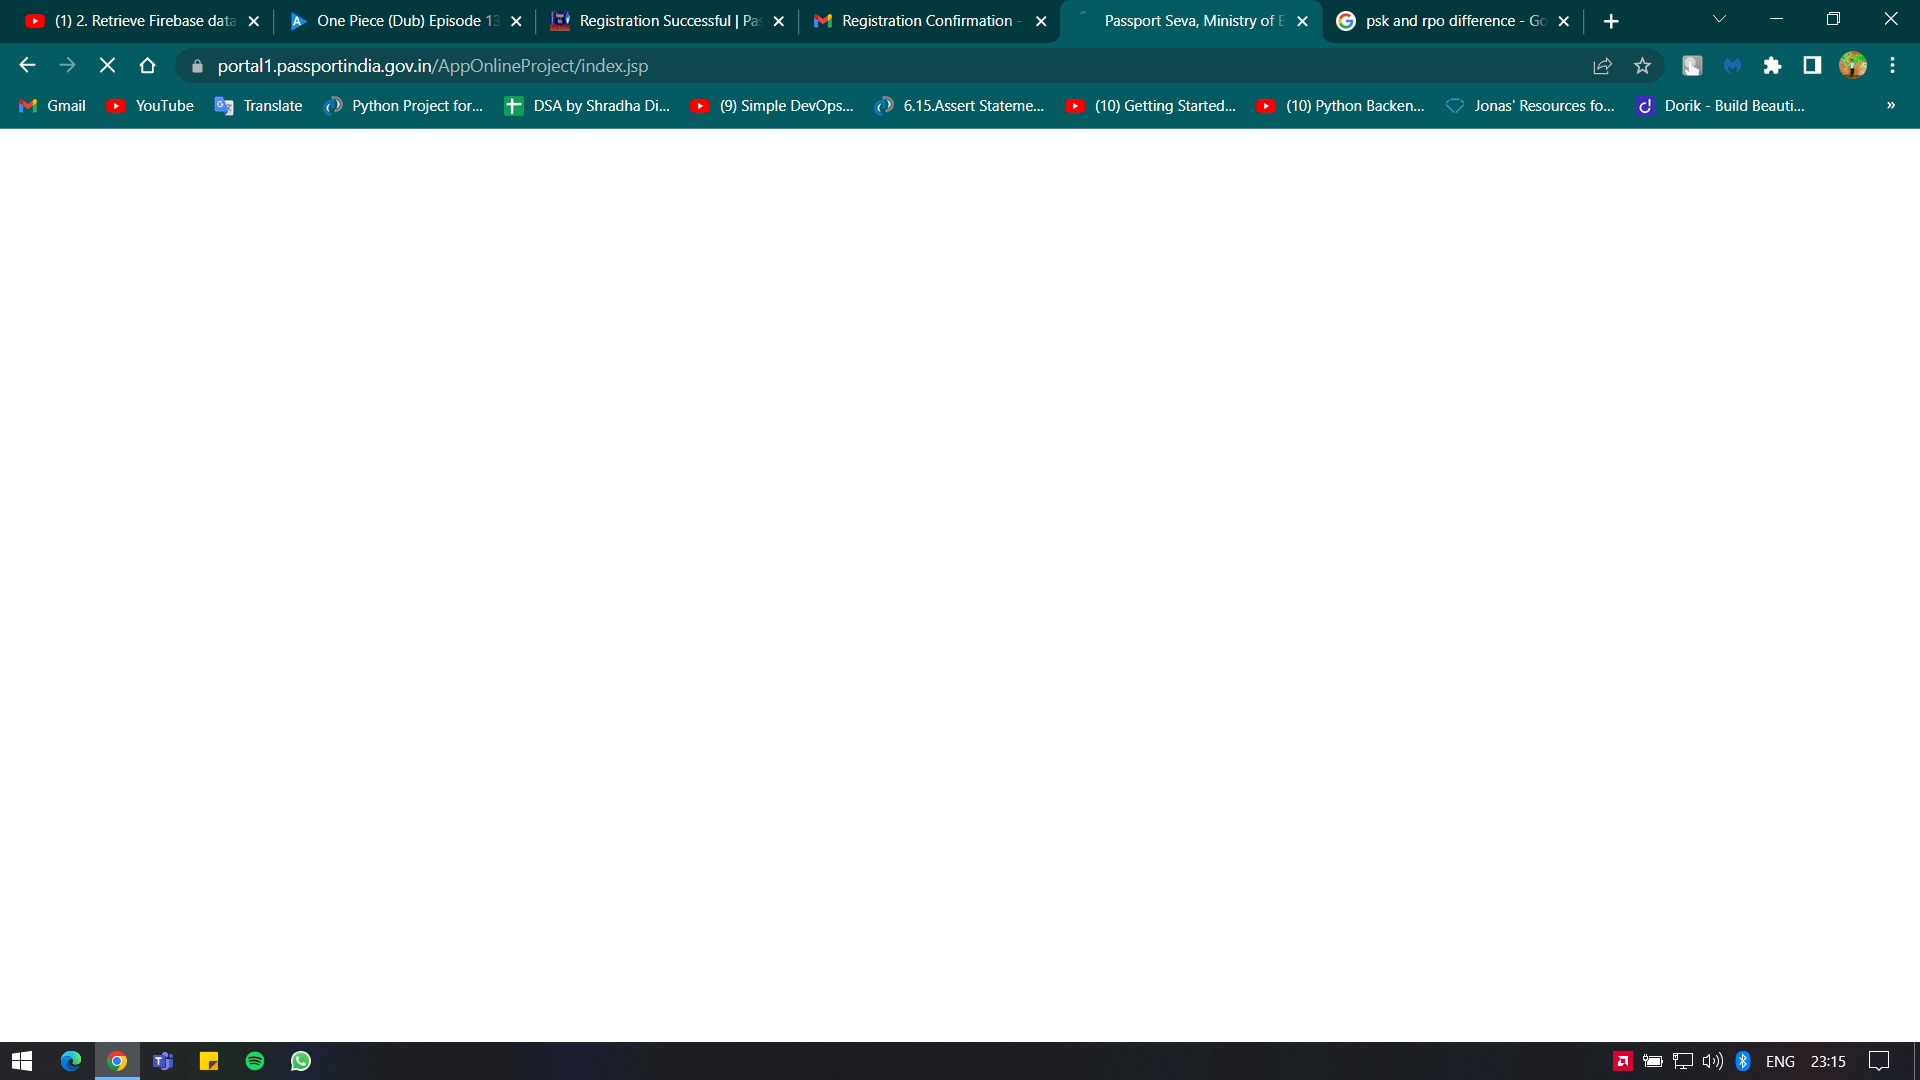 (1) 2. Retrieve Firebase data
One Piece (Dub) Episode 13
Registration Successful | Pas
Registration Confirmation -
Passport Seva, Ministry of E
psk and rpo difference - Go
portal1.passportindia.gov.in/AppOnlineProject/index.jsp
Gmail
YouTube
Translate
Python Project for...
DSA by Shradha Di...
(9) Simple DevOps...
6.15.Assert Stateme...
(10) Getting Started...
(10) Python Backen...
Jonas' Resources fo...
Dorik - Build Beauti...
»
ENG
23:15